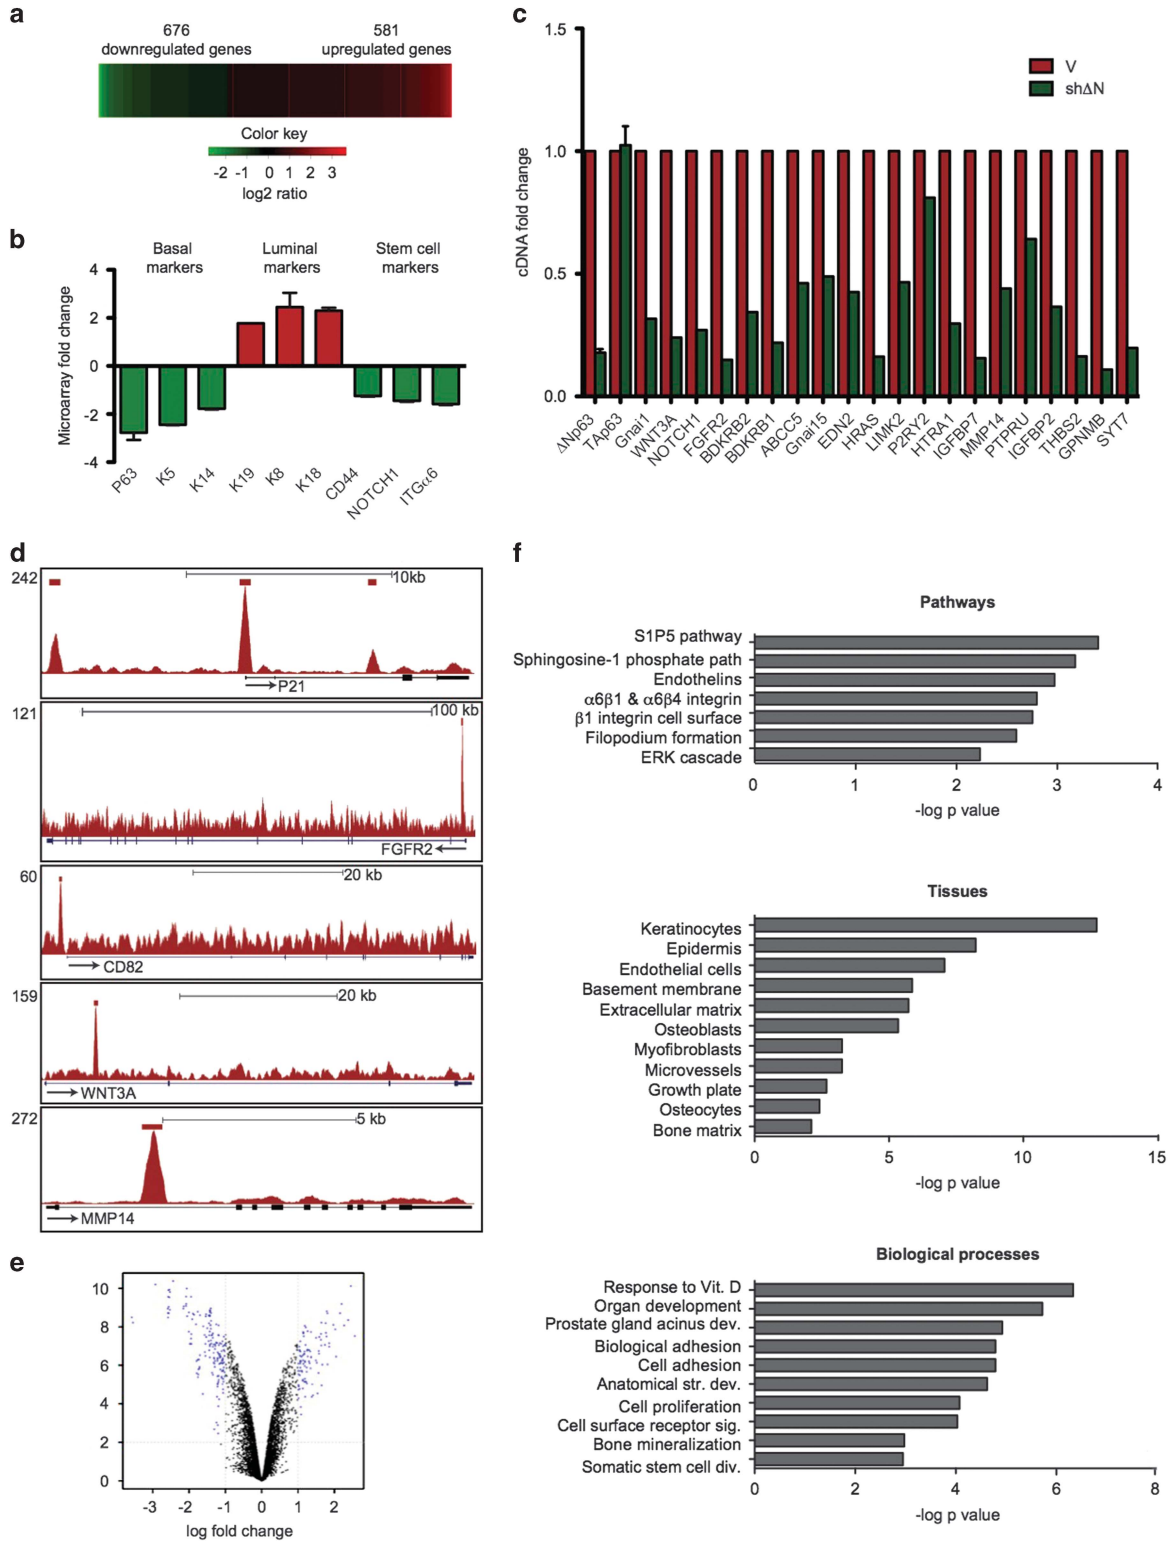 a
676 581
downregulated genes upregulated genes
Color key
-2 -1 0 1 2 3
log2 ratio
b
Basal markers
Luminal markers
Stem cell markers
Microarray fold change
4
2
0
-2
-4
P63 K5 K14 K19 K8 K18 CD44 NOTCH1 ITGα6
c
cDNA fold change
1.5
1.0
0.5
0.0
V
shΔN
ΔNp63 TAp63 Gnai1 WNT3A NOTCH1 FGFR2 BDKRB2 BDKRB1 ABCC5 Gnai15 EDN2 HRAS LIMK2 P2RY2 HTRA1 IGFBP7 MMP14 PTPRU IGFBP2 THBS2 GPNMB SYT7
d
242
10kb
P21
121
100 kb
FGFR2
60
20 kb
CD82
159
20 kb
WNT3A
272
5 kb
MMP14
e
10
8
6
4
2
0
-3 -2 -1 0 1 2
log fold change
f
Pathways
S1P5 pathway
Sphingosine-1 phosphate path
Endothelins
α6β1 & α6β4 integrin
β1 integrin cell surface
Filopodium formation
ERK cascade
0 1 2 3 4
-log p value
Tissues
Keratinocytes
Epidermis
Endothelial cells
Basement membrane
Extracellular matrix
Osteoblasts
Myofibroblasts
Microvessels
Growth plate
Osteocytes
Bone matrix
0 5 10 15
-log p value
Biological processes
Response to Vit. D
Organ development
Prostate gland acinus dev.
Biological adhesion
Cell adhesion
Anatomical str. dev.
Cell proliferation
Cell surface receptor sig.
Bone mineralization
Somatic stem cell div.
0 2 4 6 8
-log p value